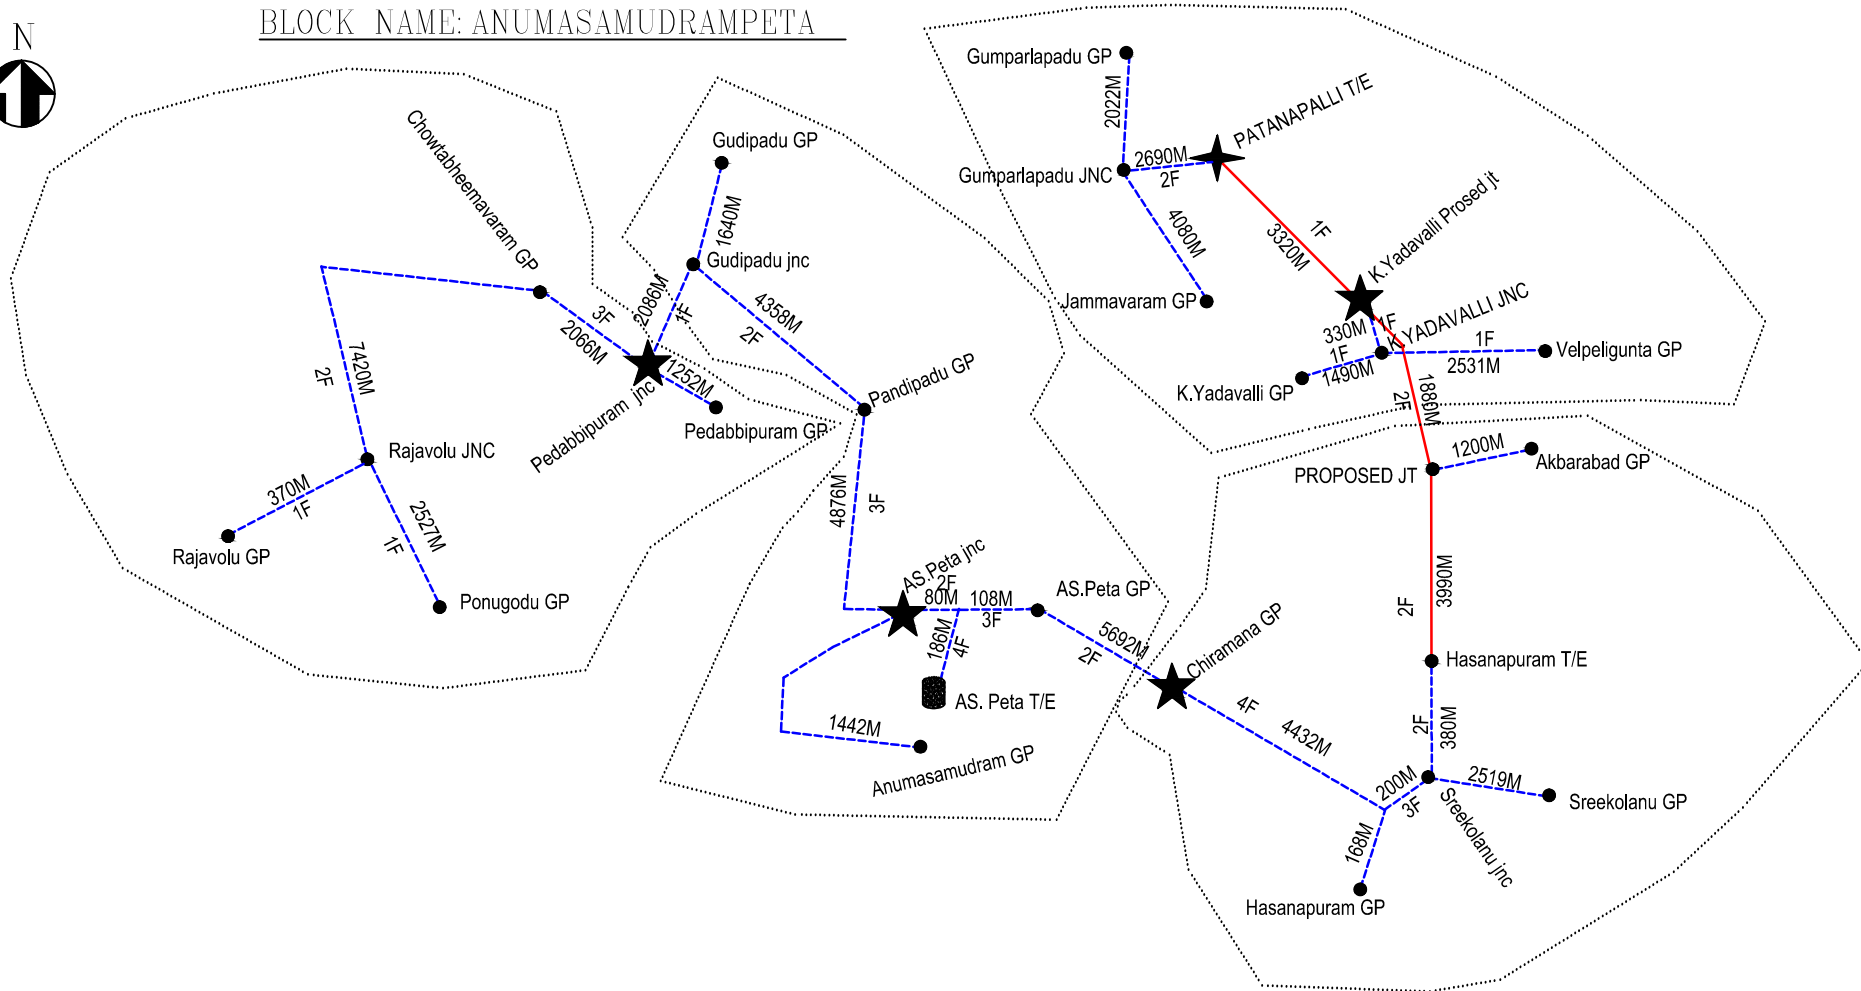 BLOCK NAME: ANUMASAMUDRAMPETA
N
Gumparlapadu GP
2022M
PATANAPALLI T/E
2690M
2F
Gumparlapadu JNC
4080M
Jammavaram GP
1F
3320M
K.Yadavalli Prosed jt
330M
1F
K.YADAVALLI JNC
1F
1490M
K.Yadavalli GP
1F
2531M
Velpeligunta GP
1880M
2F
PROPOSED JT
1200M
Akbarabad GP
3990M
2F
Hasanapuram T/E
2F
380M
2519M
Sreekolanu GP
Sreekolanu jnc
200M
3F
168M
Hasanapuram GP
4F
4432M
Chiramana GP
5692M
2F
AS.Peta GP
108M
3F
2F
80M
AS.Peta jnc
186M
4F
AS. Peta T/E
1442M
Anumasamudram GP
4876M
3F
Pandipadu GP
4358M
2F
Gudipadu GP
1640M
Gudipadu jnc
2086M
1F
Chowtabheemavaram GP
3F
2066M
1252M
Pedabbipuram jnc
Pedabbipuram GP
7420M
2F
Rajavolu JNC
370M
1F
Rajavolu GP
2527M
1F
Ponugodu GP